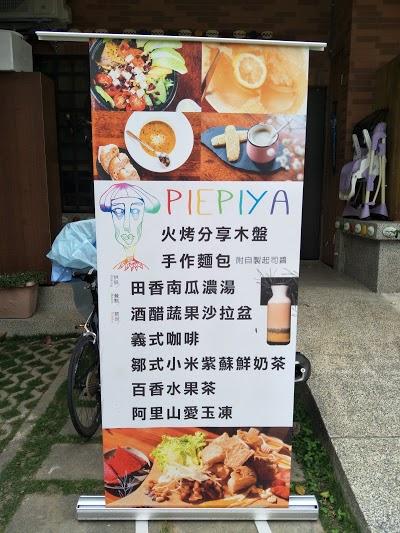 PIEPIYA
火烤分享木盤
手作麵包 附自製起司醬
田香南瓜濃湯
酒醋蔬果沙拉盆
義式咖啡
鄒式小米紫蘇鮮奶茶
百香水果茶
阿里山愛玉凍